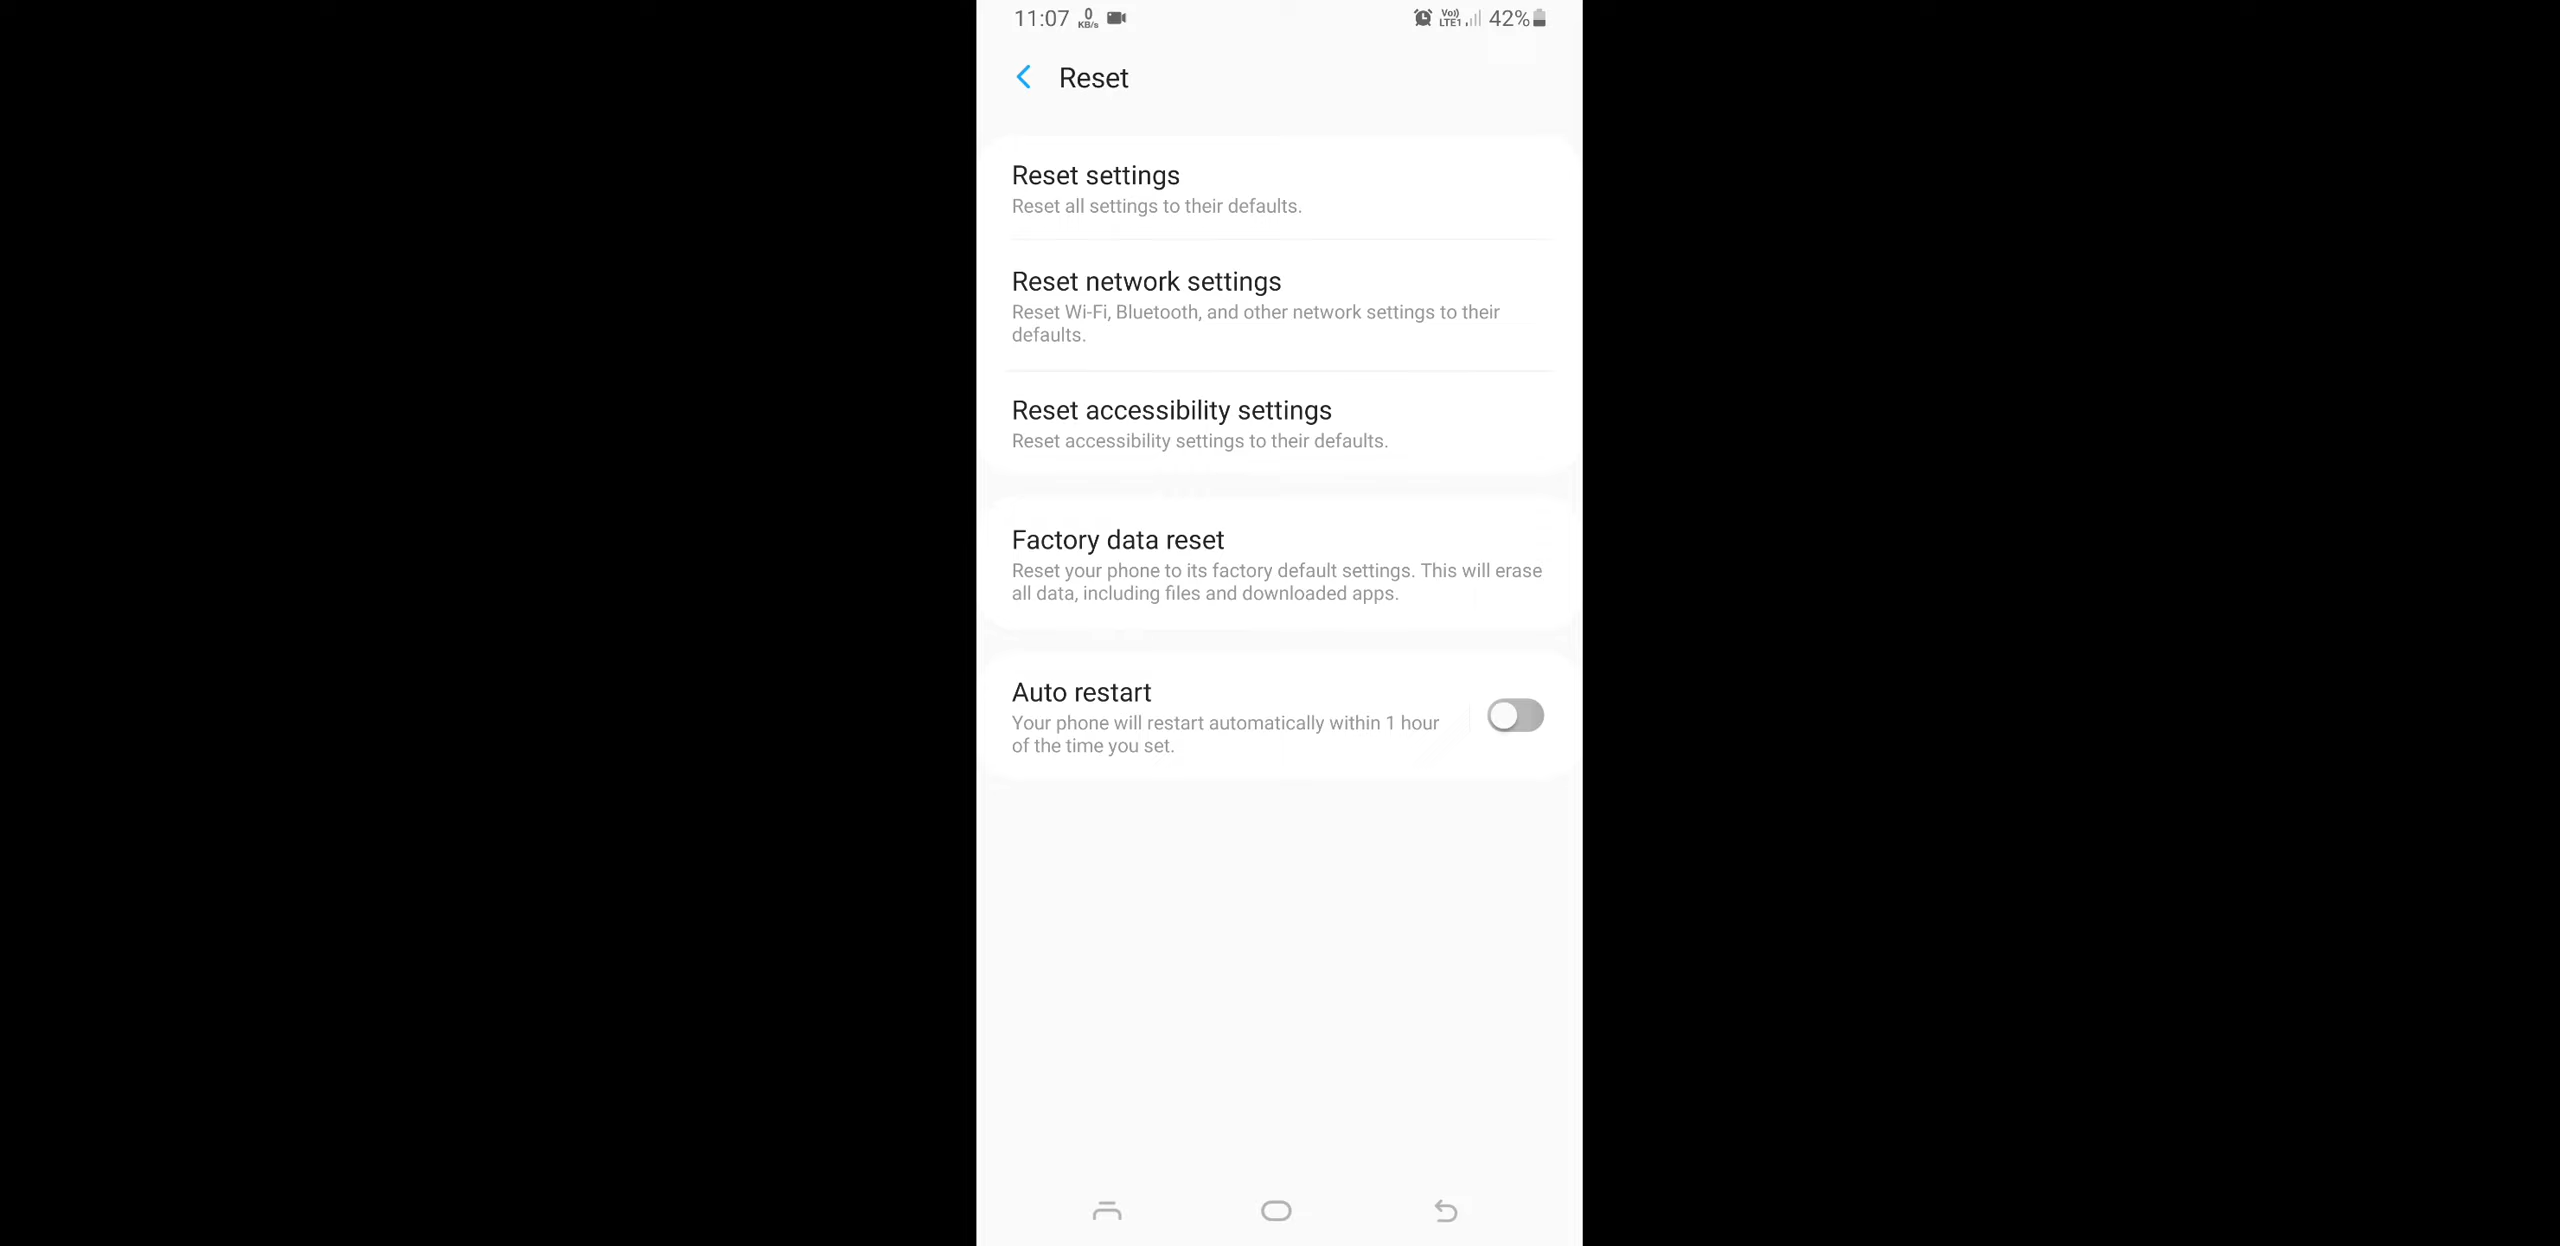 11:07 0 KB/s Vo)) LTE1 42%
Reset
Reset settings
Reset all settings to their defaults.
Reset network settings
Reset Wi-Fi, Bluetooth, and other network settings to their
defaults.
Reset accessibility settings
Reset accessibility settings to their defaults.
Factory data reset
Reset your phone to its factory default settings. This will erase
all data, including files and downloaded apps.
Auto restart
Your phone will restart automatically within 1 hour
of the time you set.